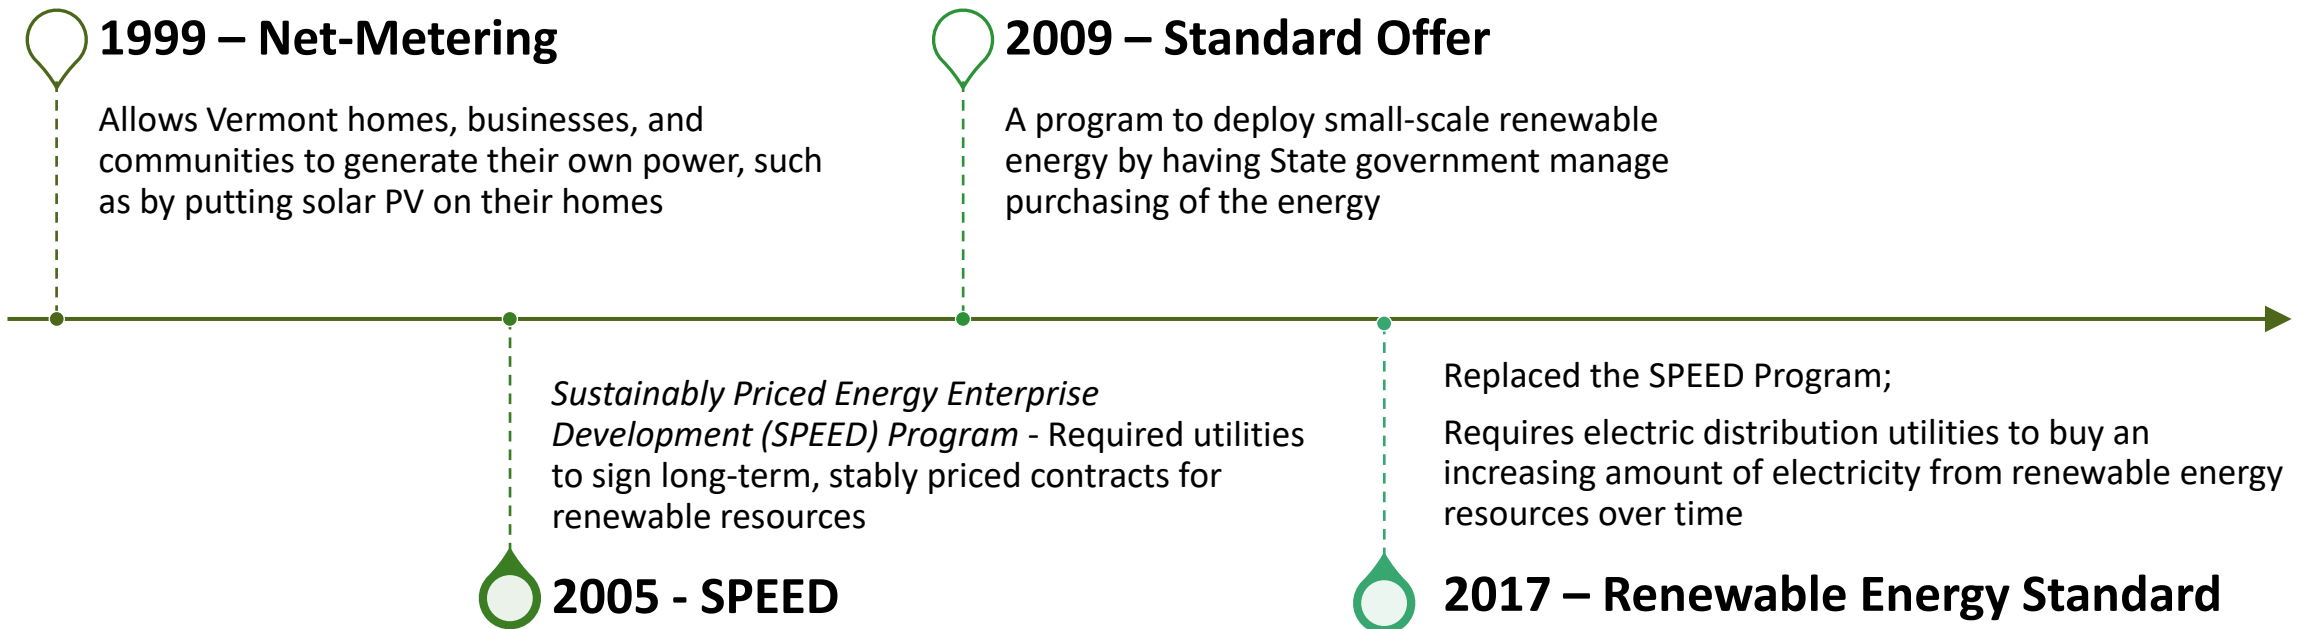 1999 – Net-Metering
Allows Vermont homes, businesses, and
communities to generate their own power, such
as by putting solar PV on their homes
2009 – Standard Offer
A program to deploy small-scale renewable
energy by having State government manage
purchasing of the energy
Sustainably Priced Energy Enterprise
Development (SPEED) Program - Required utilities
to sign long-term, stably priced contracts for
renewable resources
2005 - SPEED
Replaced the SPEED Program;
Requires electric distribution utilities to buy an
increasing amount of electricity from renewable energy
resources over time
2017 – Renewable Energy Standard